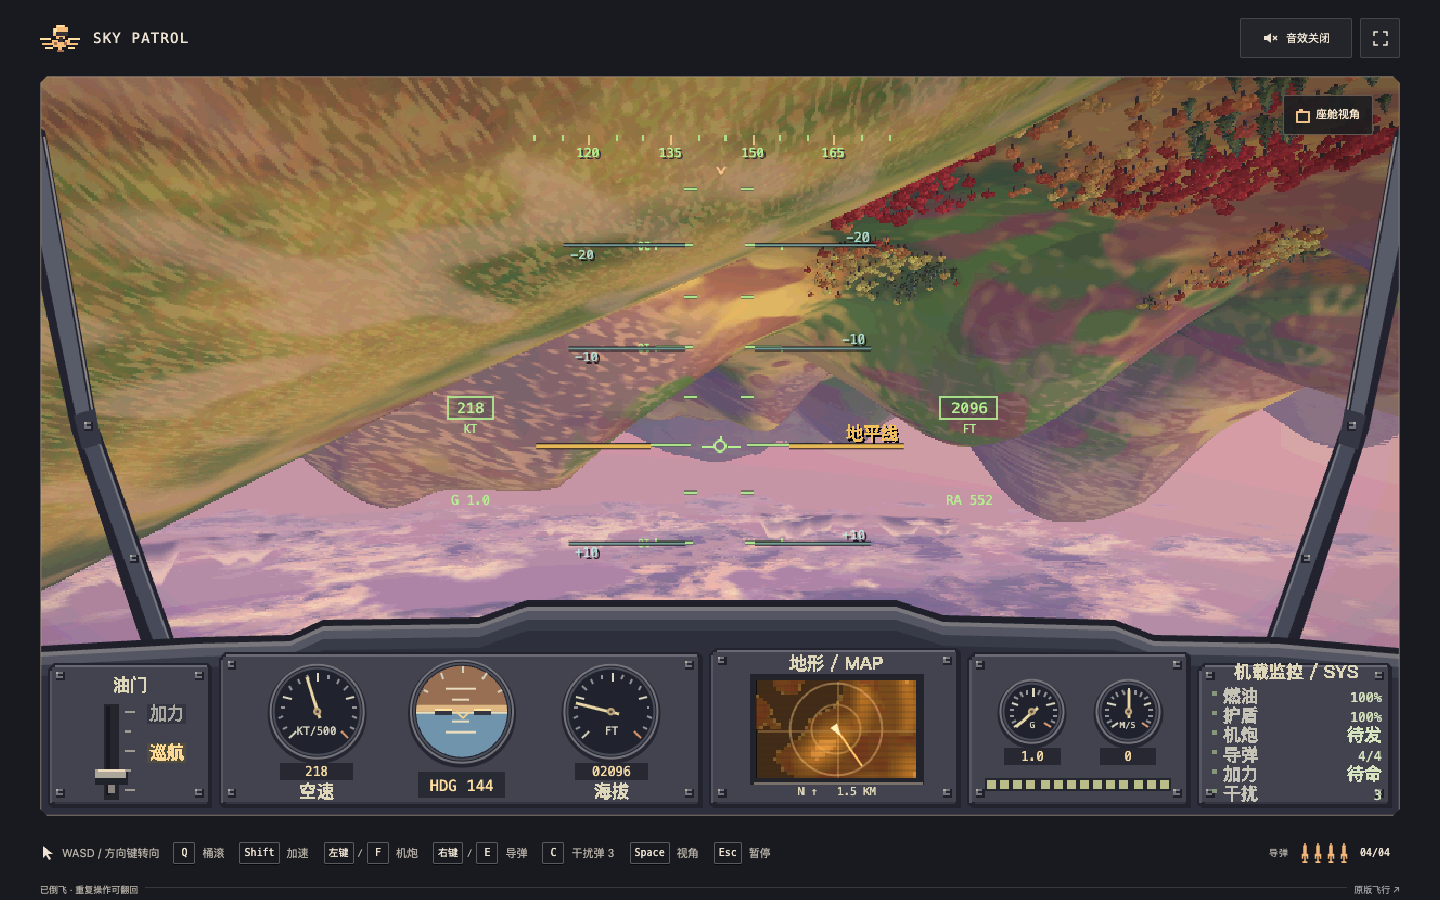 SKY PATROL
音效关闭
座舱视角
120 135 150 165
-20 -20
-10 -10
218 2096
KT FT
地平线
G 1.0 RA 552
+10 +10
油门
加力
巡航
KT/500
218
空速
HDG 144
FT
02096
海拔
地形 / MAP
N ↑ 1.5 KM
G
1.0
M/S
0
机载监控 / SYS
燃油 100%
护盾 100%
机炮 待发
导弹 4/4
加力 待命
干扰 3
WASD / 方向键转向 Q 桶滚 Shift 加速 左键 / F 机炮 右键 / E 导弹 C 干扰弹 3 Space 视角 Esc 暂停
导弹 04/04
已倒飞 · 重复操作可翻回
原版飞行 ↗